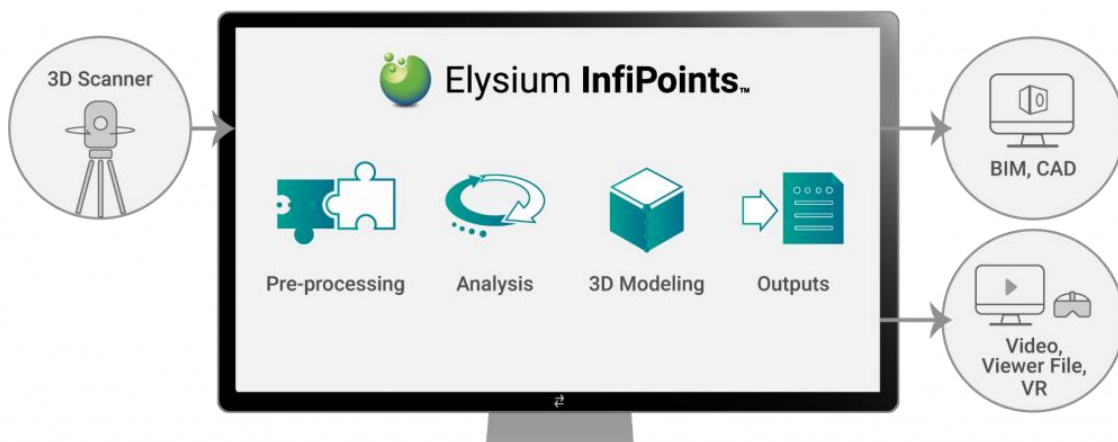 3D Scanner
Elysium InfiPoints™
Pre-processing
Analysis
3D Modeling
Outputs
BIM, CAD
Video,
Viewer File,
VR